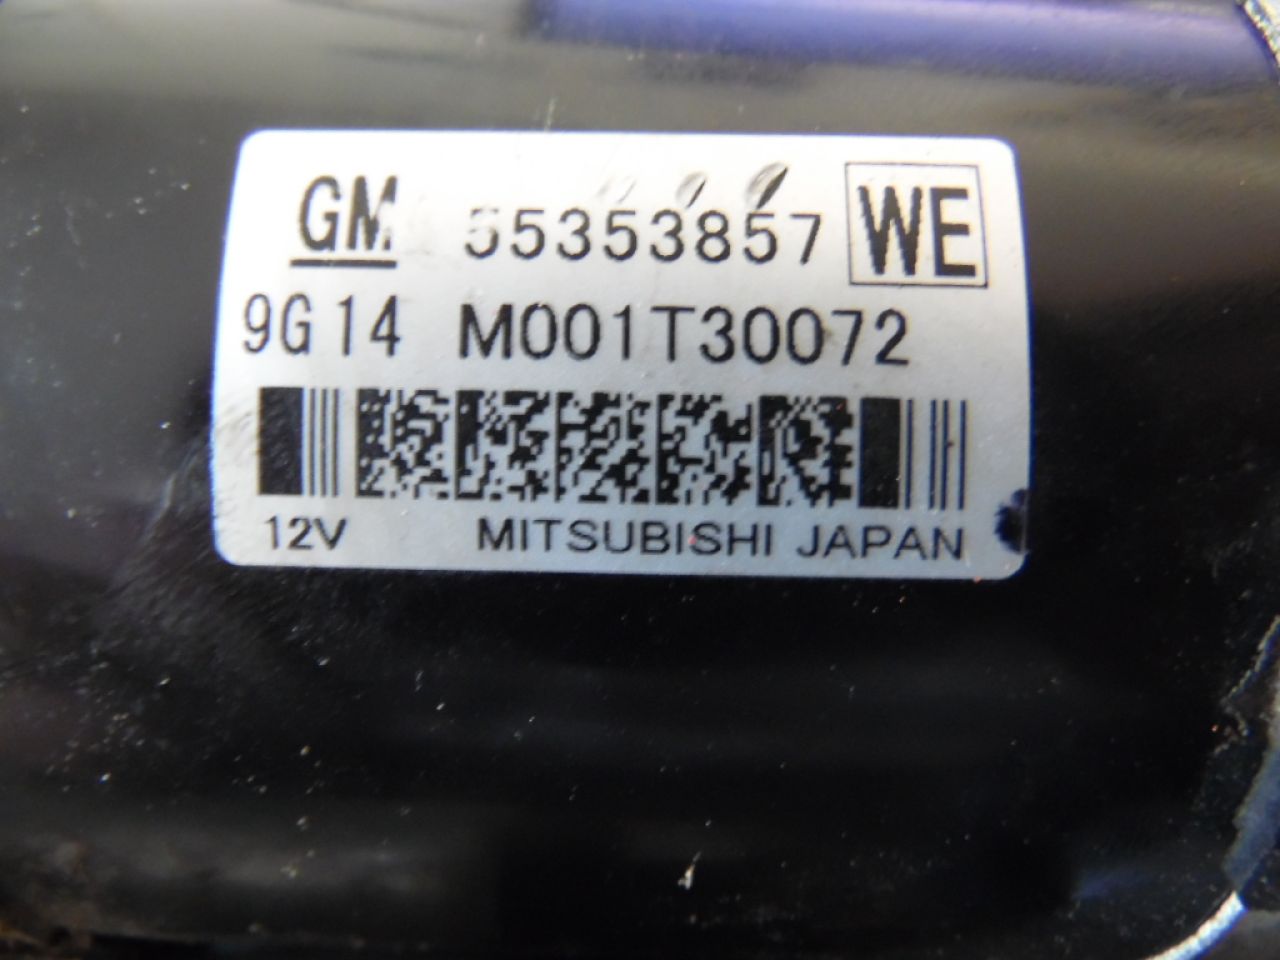 GM 55353857 WE
9G14 M001T30072
12V MITSUBISHI JAPAN